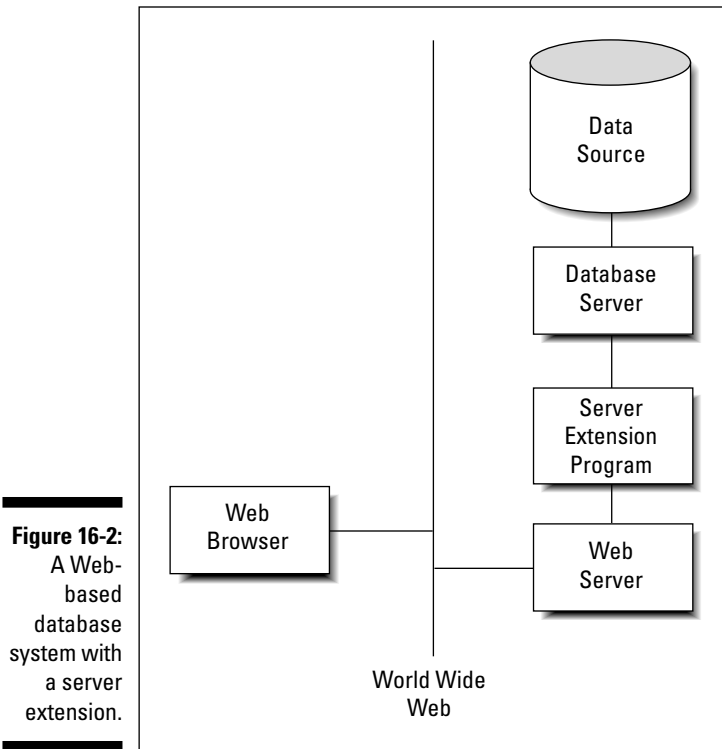 Data
Source
Database
Server
Server
Extension
Program
Web
Browser
Web
Server
World Wide
Web
Figure 16-2:
A Web-
based
database
system with
a server
extension.